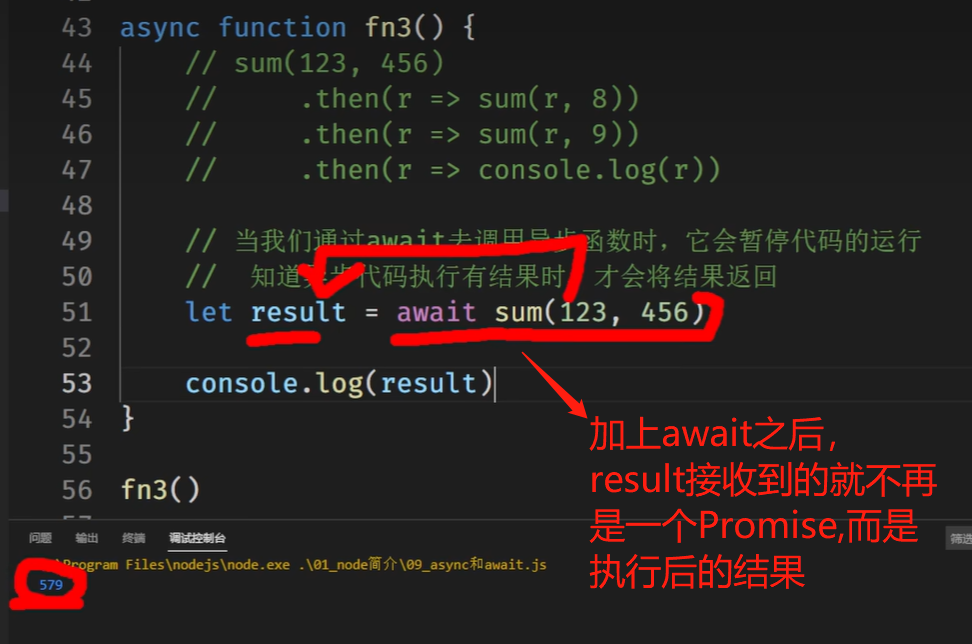 43 async function fn3() {
44 // sum(123, 456)
45 // .then(r => sum(r, 8))
46 // .then(r => sum(r, 9))
47 // .then(r => console.log(r))
48
49 // 当我们通过await去调用异步函数时，它会暂停代码的运行
50 // 知道异步代码执行有结果时，才会将结果返回
51 let result = await sum(123, 456)
52
53 console.log(result)
54 }
55
56 fn3()
加上await之后，
result接收到的就不再
是一个Promise,而是
执行后的结果
问题 输出 终端 调试控制台 筛选
\Program Files\nodejs\node.exe .\01_node简介\09_async和await.js
579